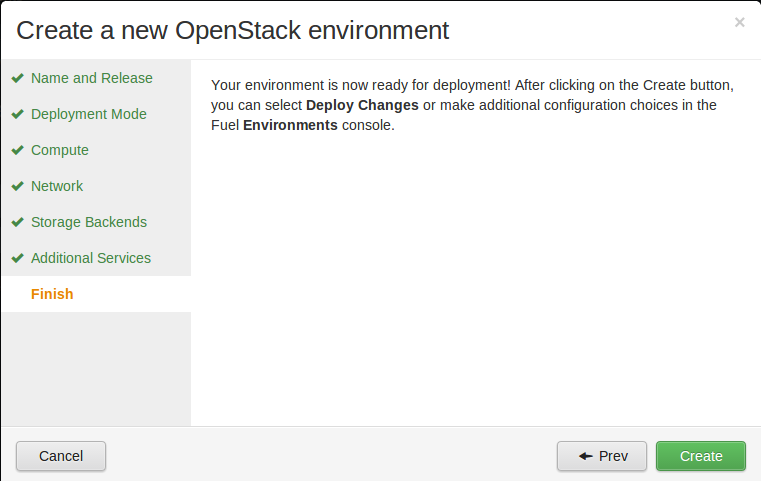 Create a new OpenStack environment
×
Name and Release
Deployment Mode
Compute
Network
Storage Backends
Additional Services
Finish
Your environment is now ready for deployment! After clicking on the Create button,
you can select Deploy Changes or make additional configuration choices in the
Fuel Environments console.
Cancel
Prev
Create